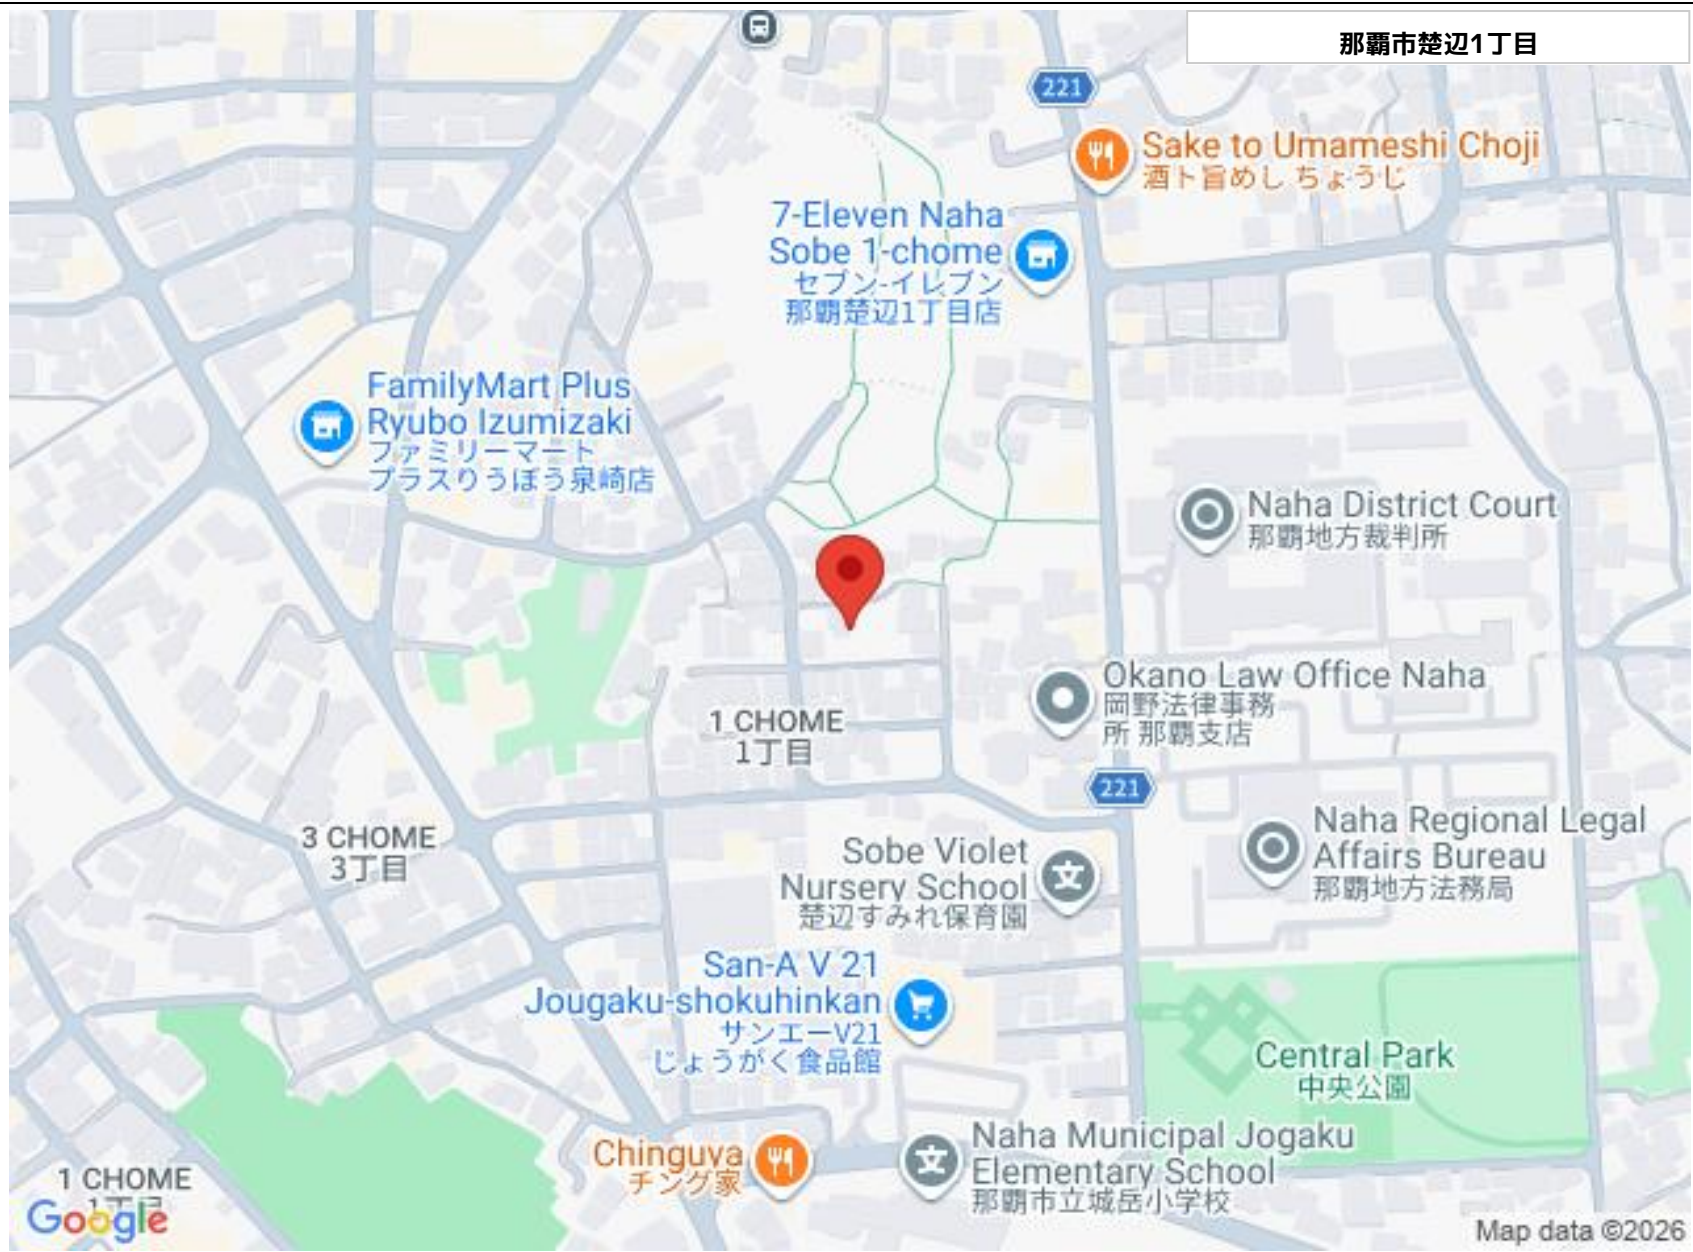 那覇市楚辺1丁目
221
Sake to Umameshi Choji
酒ト旨めし ちょうじ
7-Eleven Naha
Sobe 1-chome
セブン-イレブン
那覇楚辺1丁目店
FamilyMart Plus
Ryubo Izumizaki
ファミリーマート
プラスりうぼう泉崎店
Naha District Court
那覇地方裁判所
Okano Law Office Naha
岡野法律事務
所 那覇支店
1 CHOME
1丁目
221
3 CHOME
3丁目
Naha Regional Legal
Affairs Bureau
那覇地方法務局
Sobe Violet
Nursery School
文
楚辺すみれ保育園
San-A V 21
Jougaku-shokuhinkan
サンエーV21
じょうがく食品館
Central Park
中央公園
Chinguya
チング家
文
Naha Municipal Jogaku
Elementary School
那覇市立城岳小学校
1 CHOME
1丁目
Google
Map data ©2026